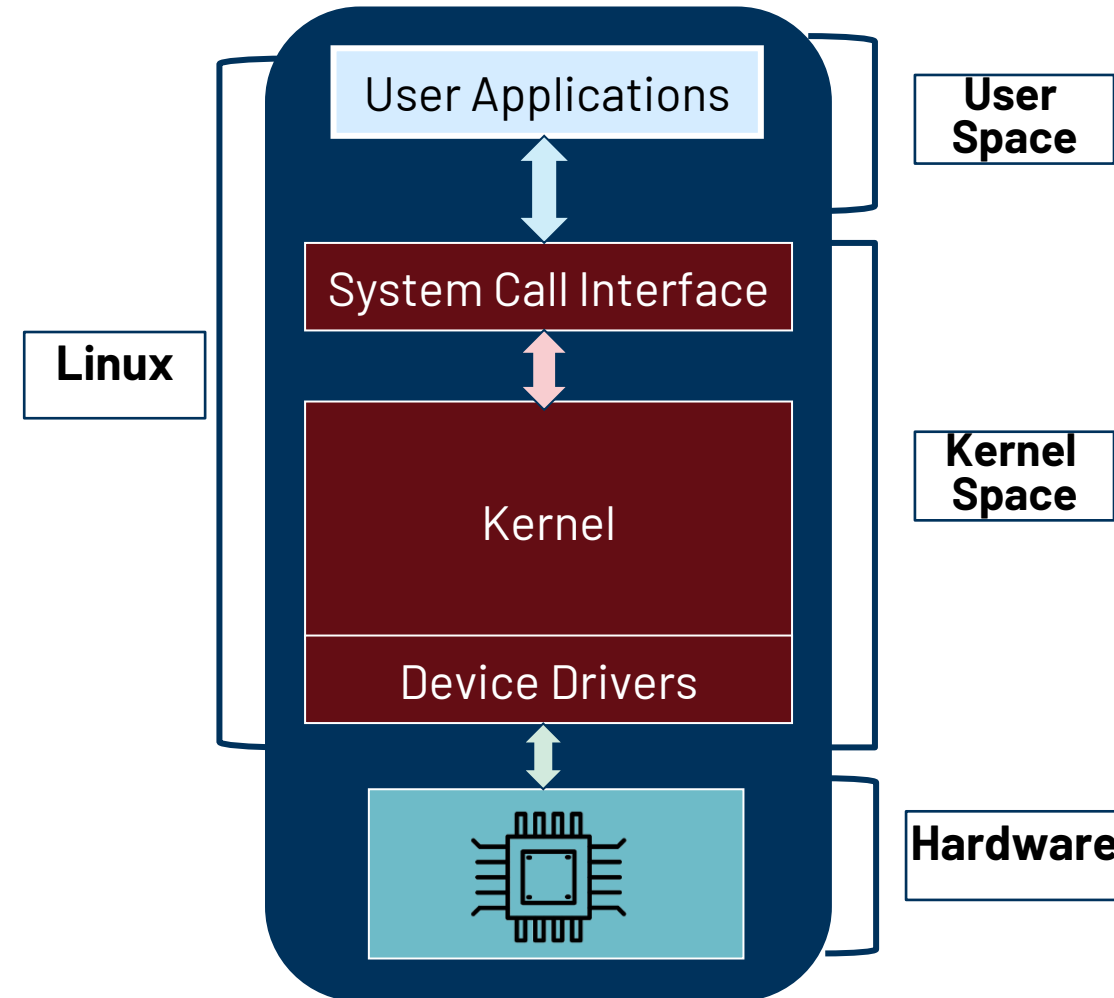 User Applications
User
Space
System Call Interface
Linux
Kernel
Space
Kernel
Device Drivers
Hardware